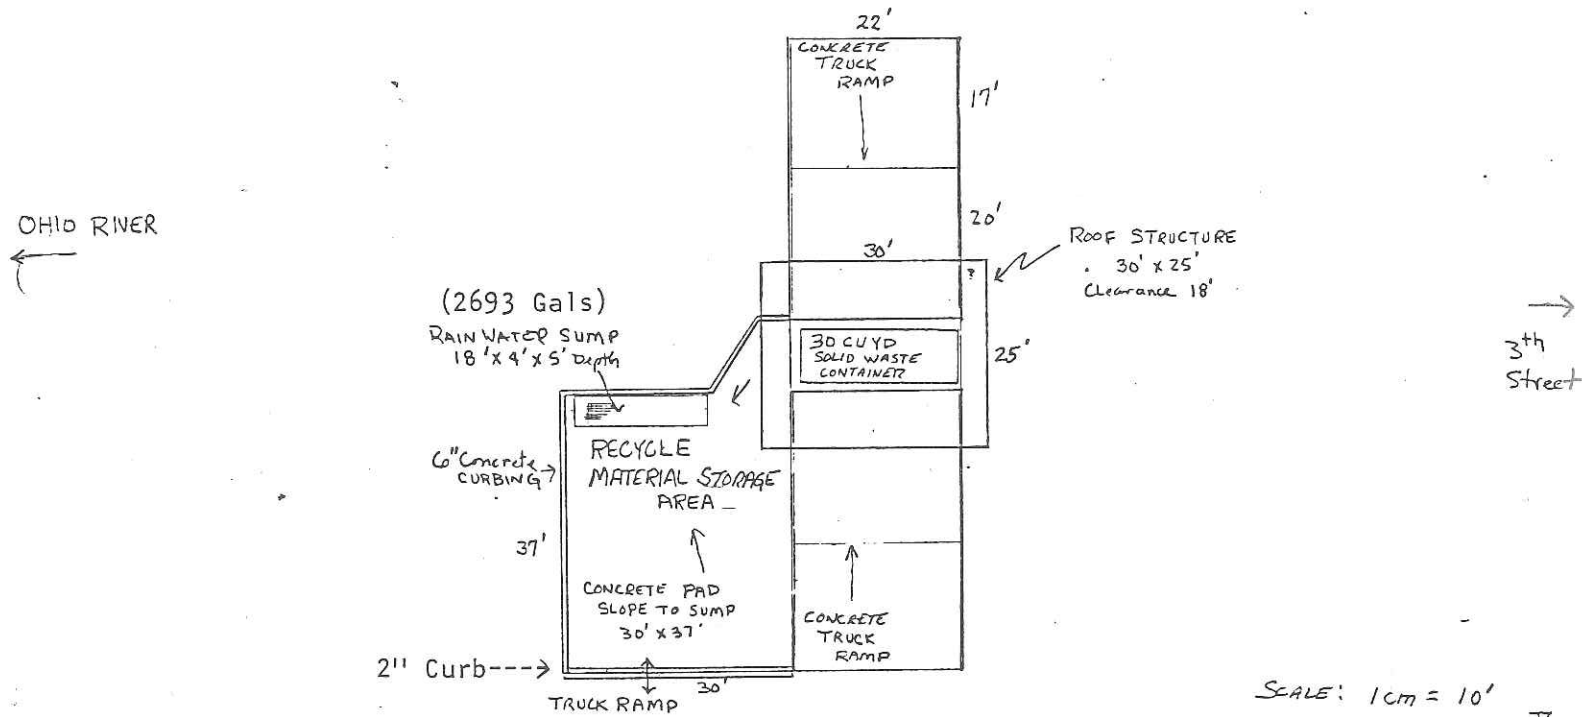 22'
CONCRETE
TRUCK
RAMP
17'
OHIO RIVER
20'
30'
ROOF STRUCTURE
30' x 25'
Clearance 18'
?
(2693 Gals)
RAIN WATER SUMP
18' x 4' x 5' Depth
30 CU YD
SOLID WASTE
CONTAINER
25'
3th
Street
6" Concrete
CURBING
RECYCLE
MATERIAL STORAGE
AREA
37'
CONCRETE PAD
SLOPE TO SUMP
30' x 37'
CONCRETE
TRUCK
RAMP
2" Curb--->
30'
TRUCK RAMP
SCALE: 1cm = 10'